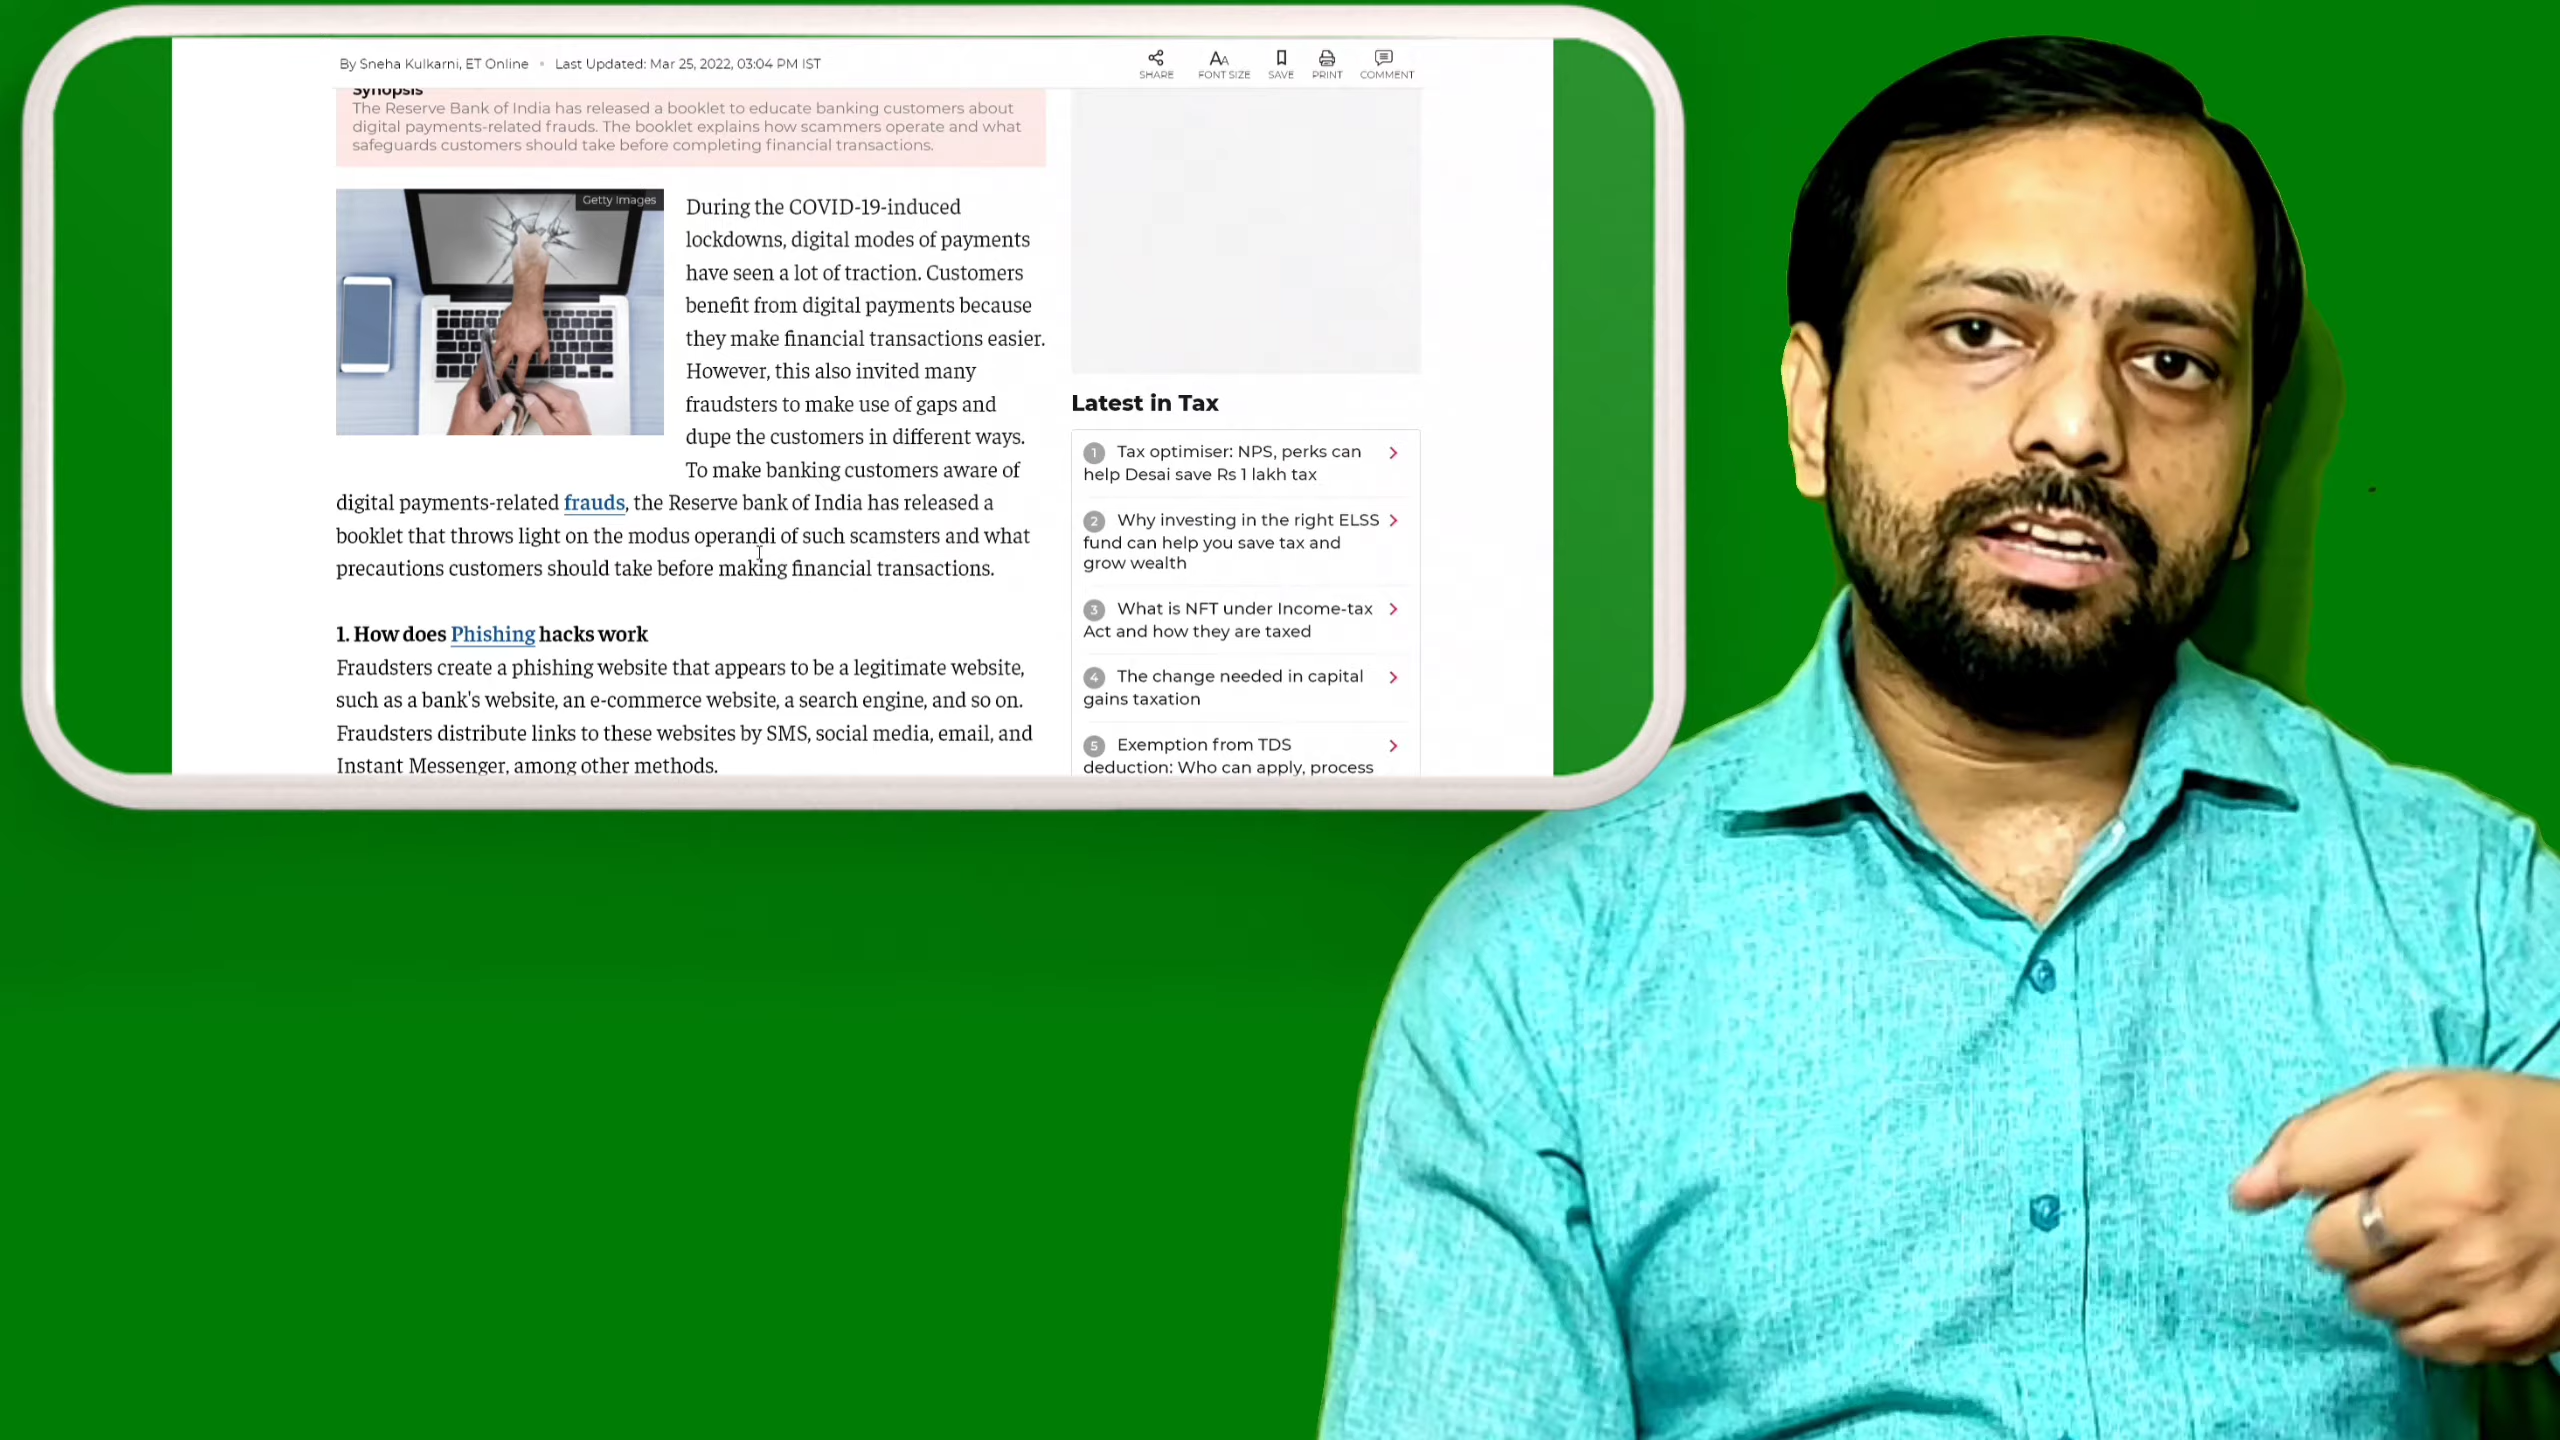 By Sneha Kulkarni, ET Online • Last Updated: Mar 25, 2022, 03:04 PM IST
SHARE FONT SIZE SAVE PRINT COMMENT
Synopsis
The Reserve Bank of India has released a booklet to educate banking customers about
digital payments-related frauds. The booklet explains how scammers operate and what
safeguards customers should take before completing financial transactions.
Getty Images
During the COVID-19-induced
lockdowns, digital modes of payments
have seen a lot of traction. Customers
benefit from digital payments because
they make financial transactions easier.
However, this also invited many
fraudsters to make use of gaps and
dupe the customers in different ways.
To make banking customers aware of
digital payments-related frauds, the Reserve bank of India has released a
booklet that throws light on the modus operandi of such scamsters and what
precautions customers should take before making financial transactions.
1. How does Phishing hacks work
Fraudsters create a phishing website that appears to be a legitimate website,
such as a bank's website, an e-commerce website, a search engine, and so on.
Fraudsters distribute links to these websites by SMS, social media, email, and
Instant Messenger, among other methods.
Latest in Tax
1 Tax optimiser: NPS, perks can
help Desai save Rs 1 lakh tax
2 Why investing in the right ELSS
fund can help you save tax and
grow wealth
3 What is NFT under Income-tax
Act and how they are taxed
4 The change needed in capital
gains taxation
5 Exemption from TDS
deduction: Who can apply, process